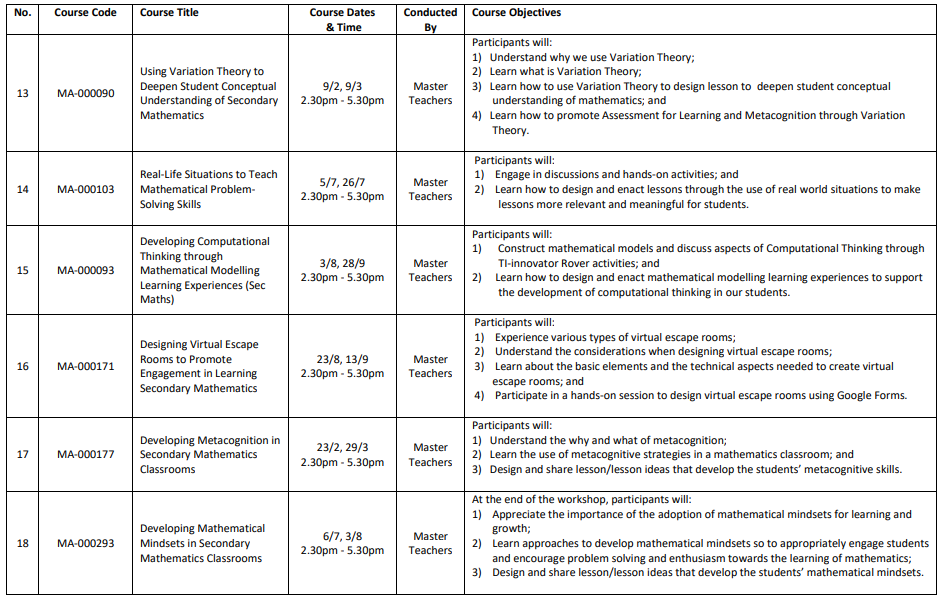 No. Course Code Course Title Course Dates & Time Conducted By Course Objectives
13 MA-000090 Using Variation Theory to Deepen Student Conceptual Understanding of Secondary Mathematics 9/2, 9/3 2.30pm - 5.30pm Master Teachers
Participants will:
1) Understand why we use Variation Theory;
2) Learn what is Variation Theory;
3) Learn how to use Variation Theory to design lesson to deepen student conceptual
understanding of mathematics; and
4) Learn how to promote Assessment for Learning and Metacognition through Variation
Theory.
14 MA-000103 Real-Life Situations to Teach Mathematical Problem-Solving Skills 5/7, 26/7 2.30pm - 5.30pm Master Teachers
Participants will:
1) Engage in discussions and hands-on activities; and
2) Learn how to design and enact lessons through the use of real world situations to make
lessons more relevant and meaningful for students.
15 MA-000093 Developing Computational Thinking through Mathematical Modelling Learning Experiences (Sec Maths) 3/8, 28/9 2.30pm - 5.30pm Master Teachers
Participants will:
1) Construct mathematical models and discuss aspects of Computational Thinking through
TI-innovator Rover activities; and
2) Learn how to design and enact mathematical modelling learning experiences to support
the development of computational thinking in our students.
16 MA-000171 Designing Virtual Escape Rooms to Promote Engagement in Learning Secondary Mathematics 23/8, 13/9 2.30pm - 5.30pm Master Teachers
Participants will:
1) Experience various types of virtual escape rooms;
2) Understand the considerations when designing virtual escape rooms;
3) Learn about the basic elements and the technical aspects needed to create virtual
escape rooms; and
4) Participate in a hands-on session to design virtual escape rooms using Google Forms.
17 MA-000177 Developing Metacognition in Secondary Mathematics Classrooms 23/2, 29/3 2.30pm - 5.30pm Master Teachers
Participants will:
1) Understand the why and what of metacognition;
2) Learn the use of metacognitive strategies in a mathematics classroom; and
3) Design and share lesson/lesson ideas that develop the students’ metacognitive skills.
18 MA-000293 Developing Mathematical Mindsets in Secondary Mathematics Classrooms 6/7, 3/8 2.30pm - 5.30pm Master Teachers
At the end of the workshop, participants will:
1) Appreciate the importance of the adoption of mathematical mindsets for learning and
growth;
2) Learn approaches to develop mathematical mindsets so to appropriately engage students
and encourage problem solving and enthusiasm towards the learning of mathematics;
3) Design and share lesson/lesson ideas that develop the students’ mathematical mindsets.